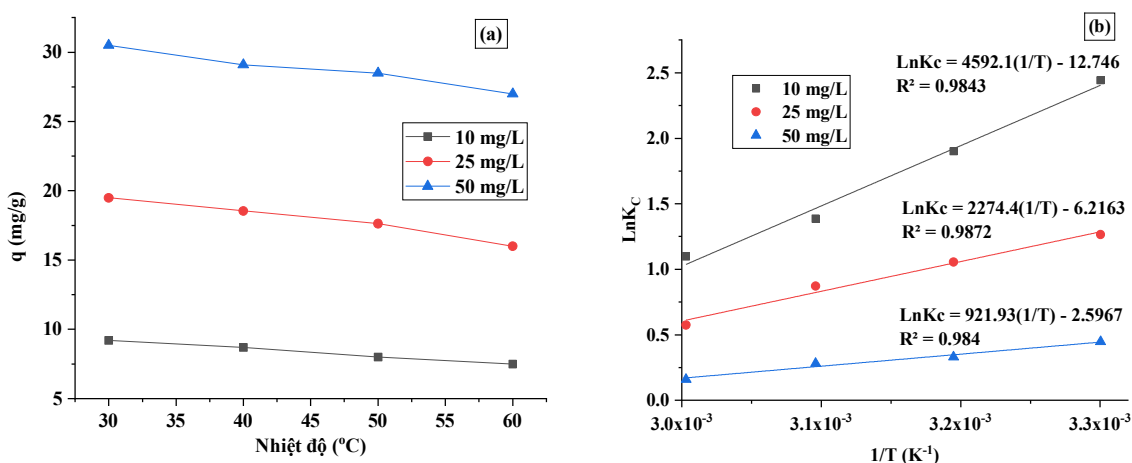 (a)
30
25
20
15
10
5
q (mg/g)
10 mg/L
25 mg/L
50 mg/L
30 35 40 45 50 55 60
Nhiệt độ (°C)
(b)
LnKc = 4592.1(1/T) - 12.746
R² = 0.9843
2.5
2.0
1.5
1.0
0.5
0.0
LnK_C
10 mg/L
25 mg/L
50 mg/L
LnKc = 2274.4(1/T) - 6.2163
R² = 0.9872
LnKc = 921.93(1/T) - 2.5967
R² = 0.984
3.0x10⁻³ 3.1x10⁻³ 3.2x10⁻³ 3.3x10⁻³
1/T (K⁻¹)